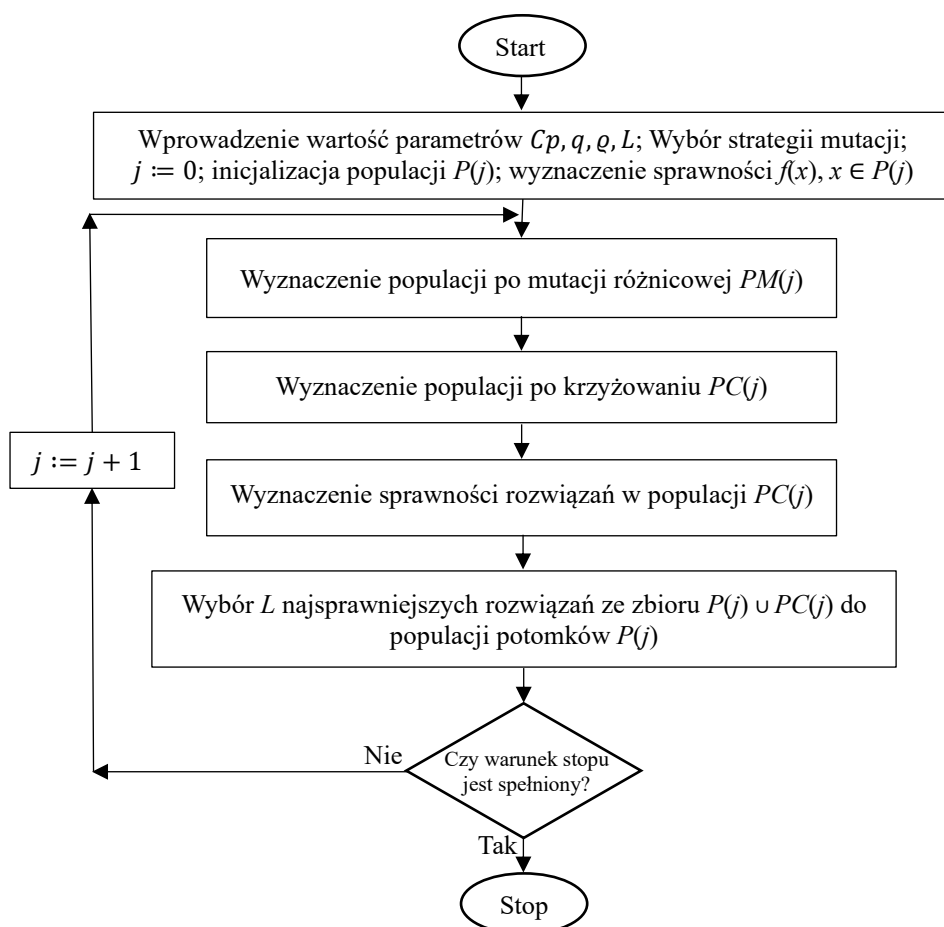 Start
Wprowadzenie wartość parametrów Cp, q, ϱ, L; Wybór strategii mutacji;
j ≔ 0; inicjalizacja populacji P(j); wyznaczenie sprawności f(x), x ∈ P(j)
Wyznaczenie populacji po mutacji różnicowej PM(j)
Wyznaczenie populacji po krzyżowaniu PC(j)
j := j + 1
Wyznaczenie sprawności rozwiązań w populacji PC(j)
Wybór L najsprawniejszych rozwiązań ze zbioru P(j) ∪ PC(j) do
populacji potomków P(j)
Nie
Czy warunek stopu
jest spełniony?
Tak
Stop